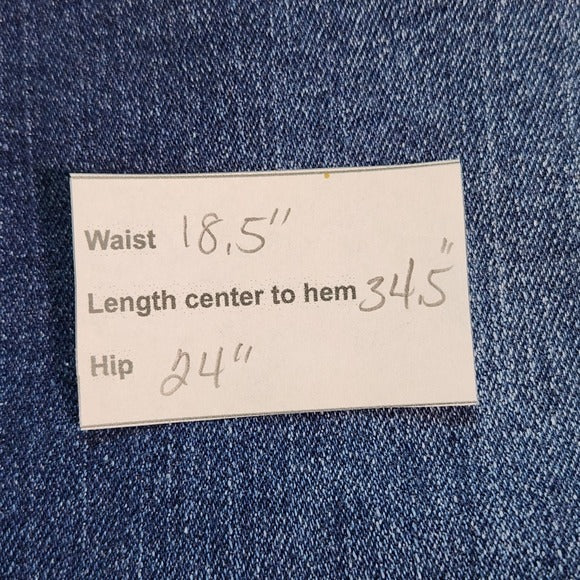 Waist 18.5"
Length center to hem 34.5"
Hip 24"